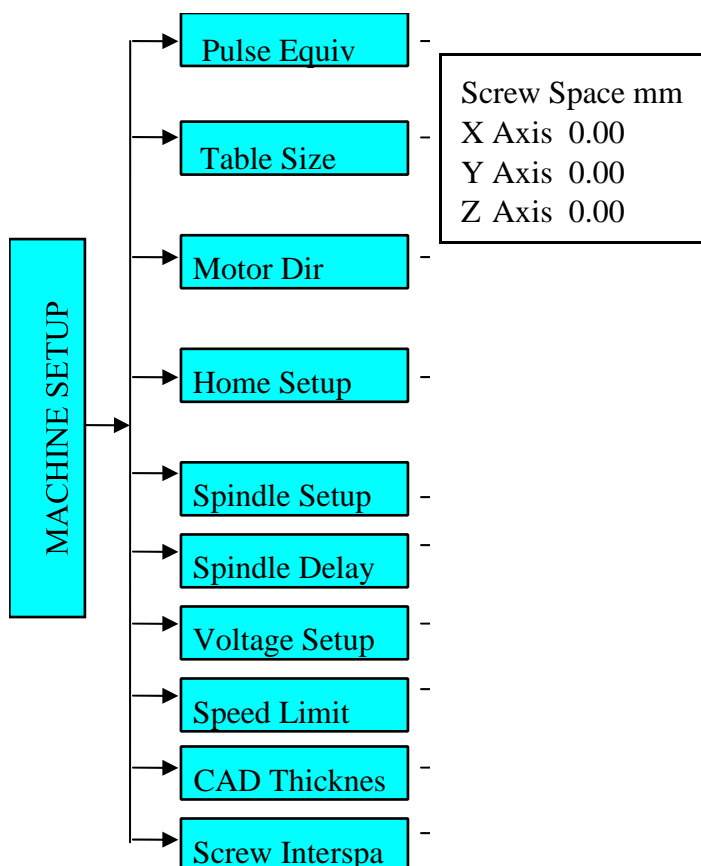 MACHINE SETUP
Pulse Equiv
Table Size
Motor Dir
Home Setup
Spindle Setup
Spindle Delay
Voltage Setup
Speed Limit
CAD Thicknes
Screw Interspa
Screw Space mm
X Axis 0.00
Y Axis 0.00
Z Axis 0.00